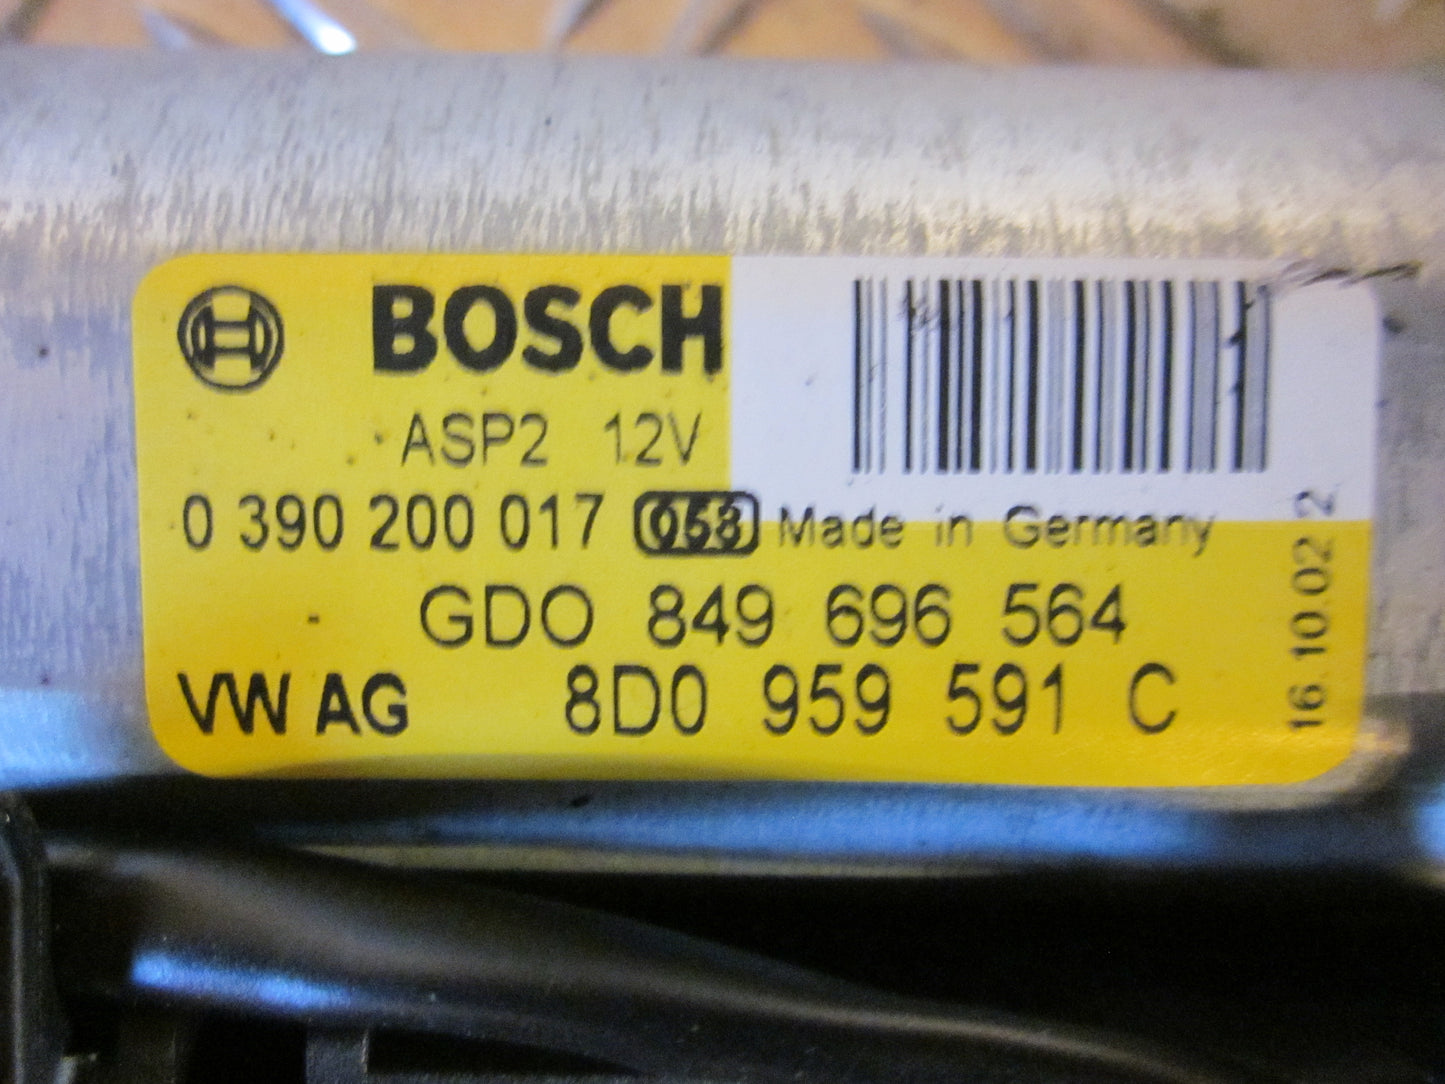 BOSCH
ASP2 12V
0 390 200 017 058 Made in Germany
GDO 849 696 564
VW AG 8D0 959 591 C
16.10.02 2